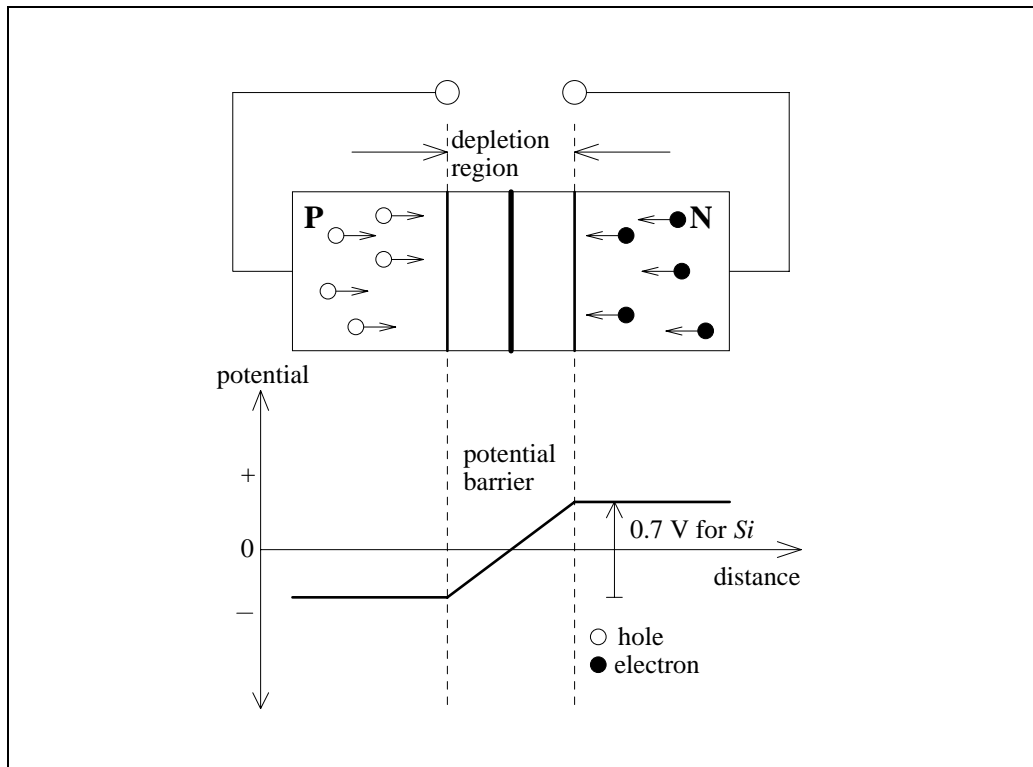 depletion
region
P
N
potential
+
potential
barrier
0.7 V for Si
0
distance
−
hole
electron